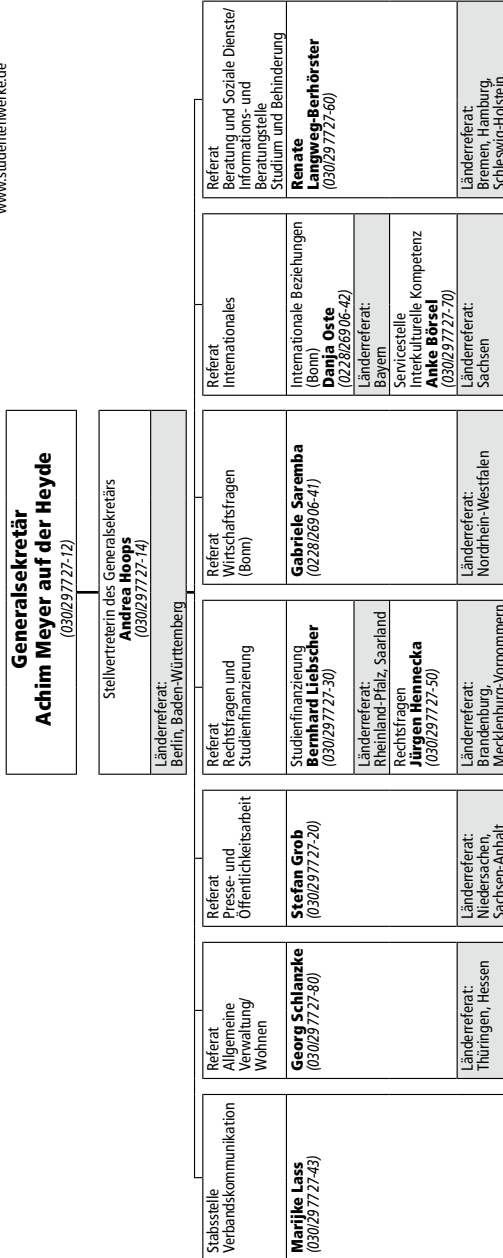 www.studentenwerke.de
Generalsekretär
Achim Meyer auf der Heyde
(030/29 77 27-12)
Stellvertreterin des Generalsekretärs
Andrea Hoops
(030/29 77 27-14)
Länderreferat:
Berlin, Baden-Württemberg
Stabsstelle
Verbandskommunikation
Marijke Lass
(030/29 77 27-43)
Referat
Allgemeine
Verwaltung/
Wohnen
Georg Schlanzke
(030/29 77 27-80)
Länderreferat:
Thüringen, Hessen
Referat
Presse- und
Öffentlichkeitsarbeit
Stefan Grob
(030/29 77 27-20)
Länderreferat:
Niedersachen,
Sachsen-Anhalt
Referat
Rechtsfragen und
Studienfinanzierung
Studienfinanzierung
Bernhard Liebscher
(030/29 77 27-30)
Länderreferat:
Rheinland-Pfalz, Saarland
Rechtsfragen
Jürgen Hennecka
(030/29 77 27-50)
Länderreferat:
Brandenburg,
Mecklenburg-Vorpommern
Referat
Wirtschaftsfragen
(Bonn)
Gabriele Saremba
(0228/269 06-41)
Länderreferat:
Nordrhein-Westfalen
Referat
Internationales
Internationale Beziehungen
(Bonn)
Danja Oste
(0228/269 06-42)
Länderreferat:
Bayern
Servicestelle
Interkulturelle Kompetenz
Anke Börsel
(030/29 77 27-70)
Länderreferat:
Sachsen
Referat
Beratung und Soziale Dienste/
Informations- und
Beratungstelle
Studium und Behinderung
Renate
Langweg-Berhörster
(030/29 77 27-60)
Länderreferat:
Bremen, Hamburg,
Schleswig-Holstein